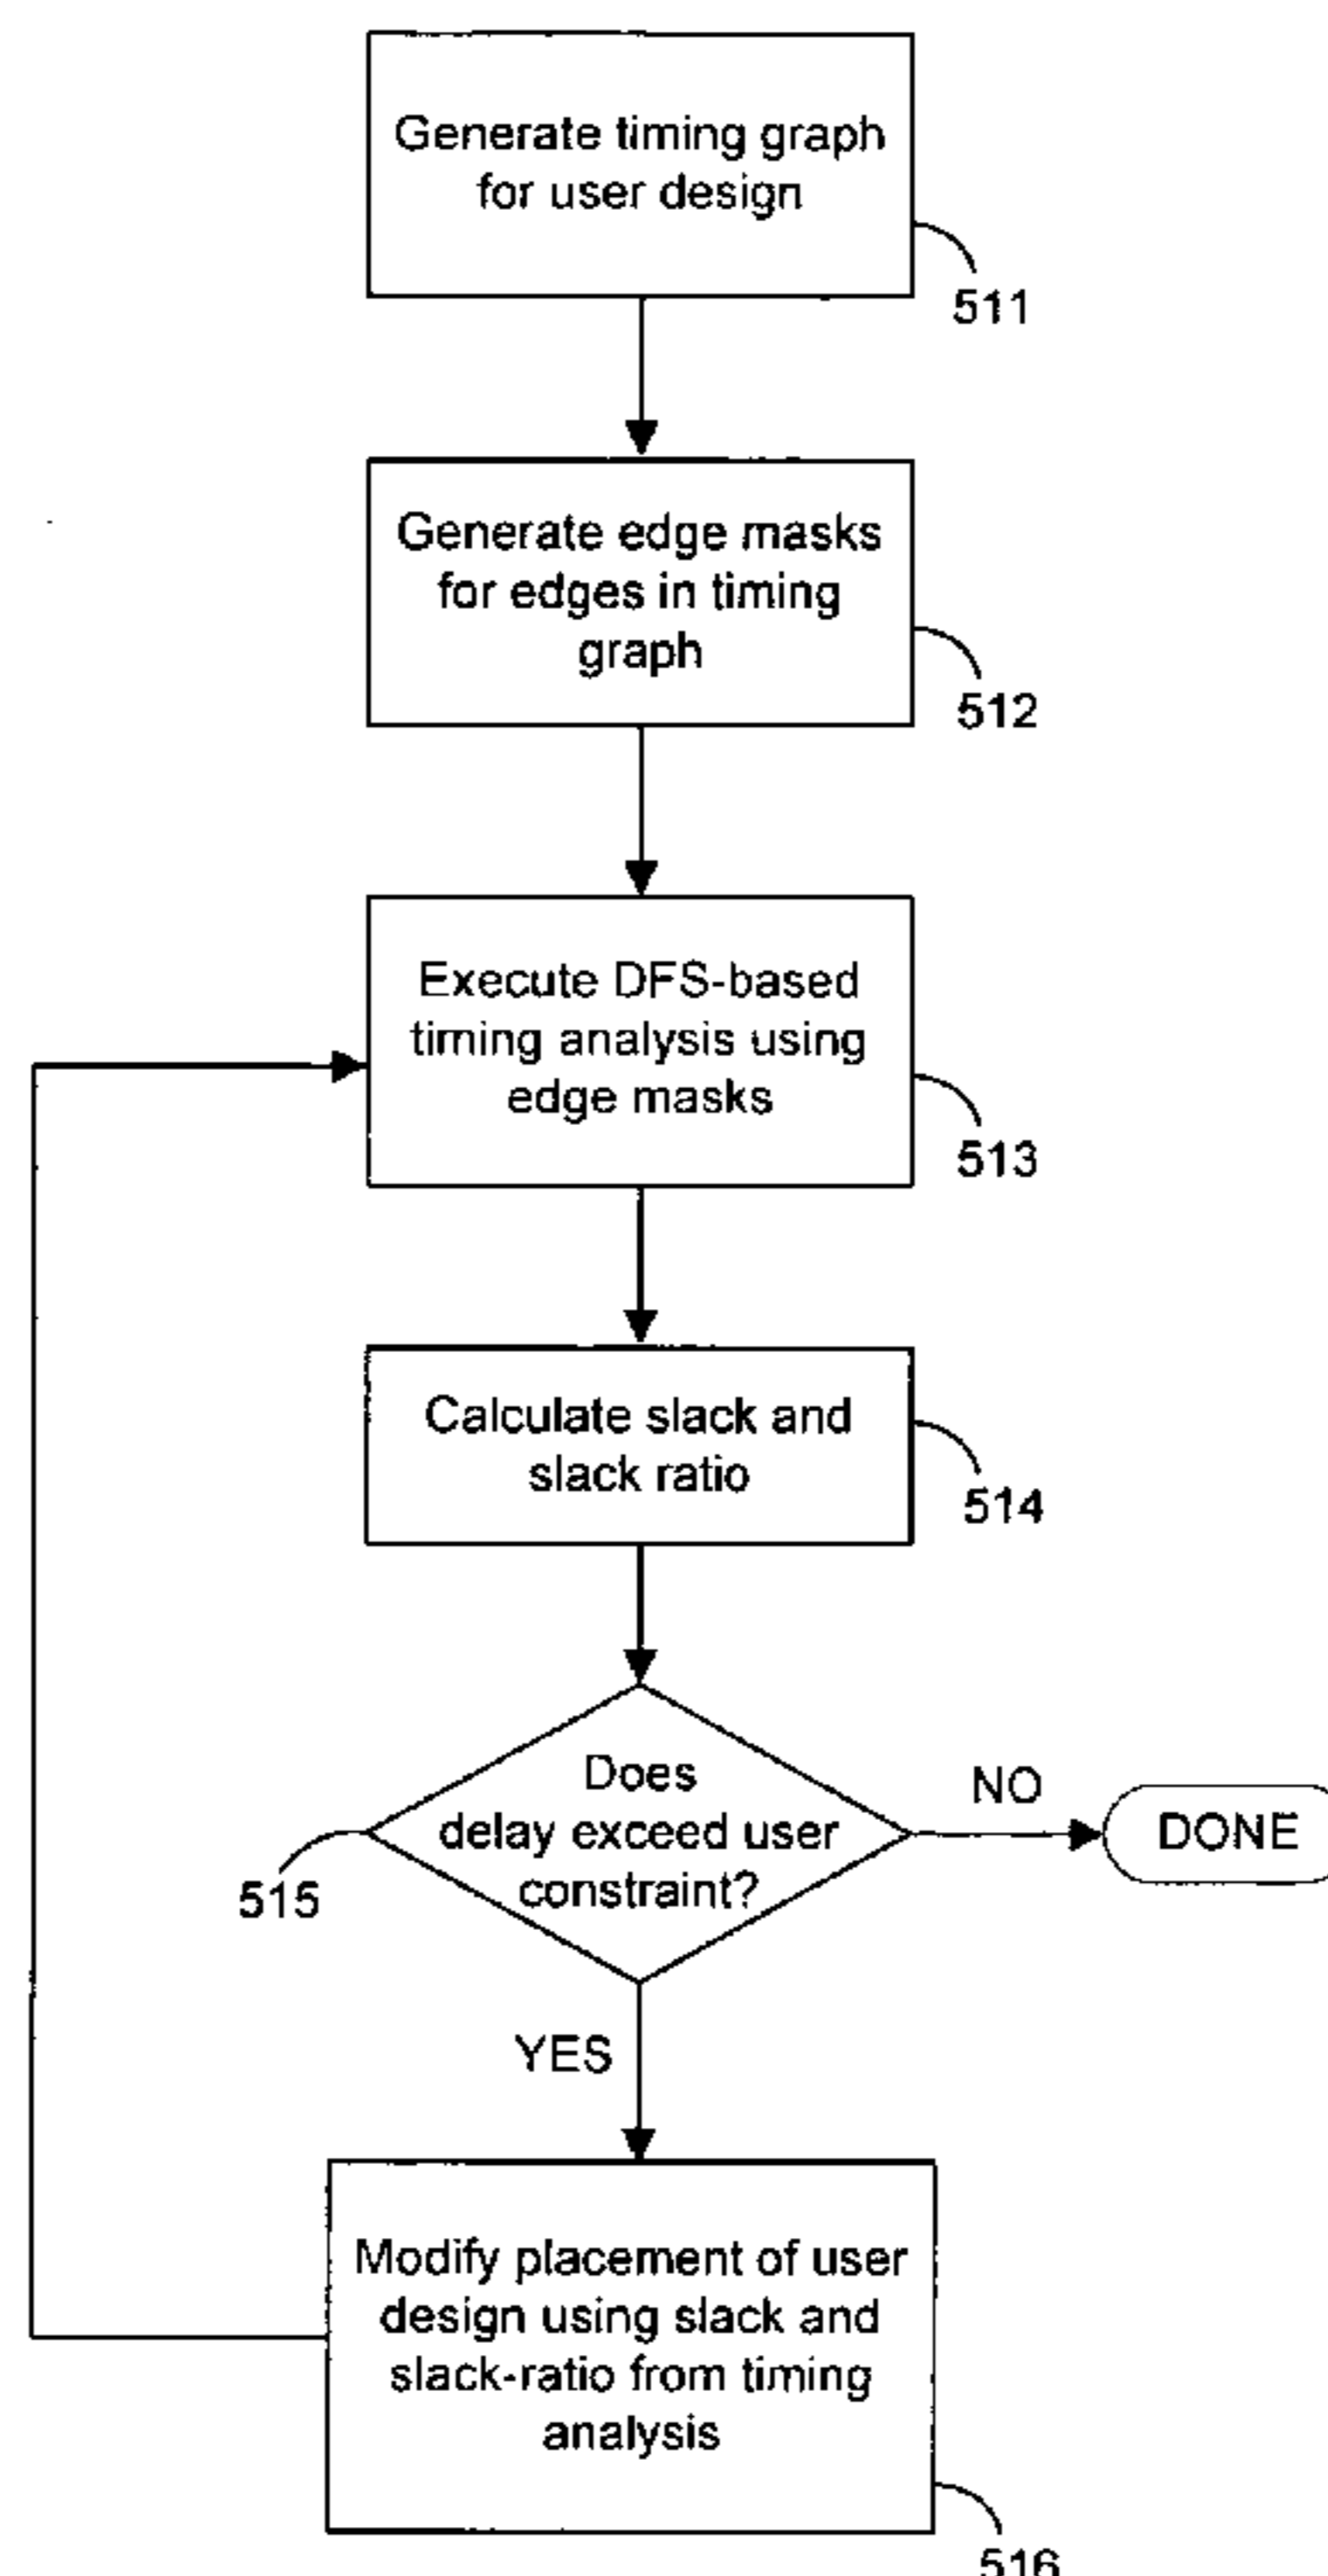 Generate timing graph
for user design
511
Generate edge masks
for edges in timing
graph
512
Execute DFS-based
timing analysis using
edge masks
513
Calculate slack and
slack ratio
514
Does
delay exceed user
constraint?
515
NO
DONE
YES
Modify placement of user
design using slack and
slack-ratio from timing
analysis
516